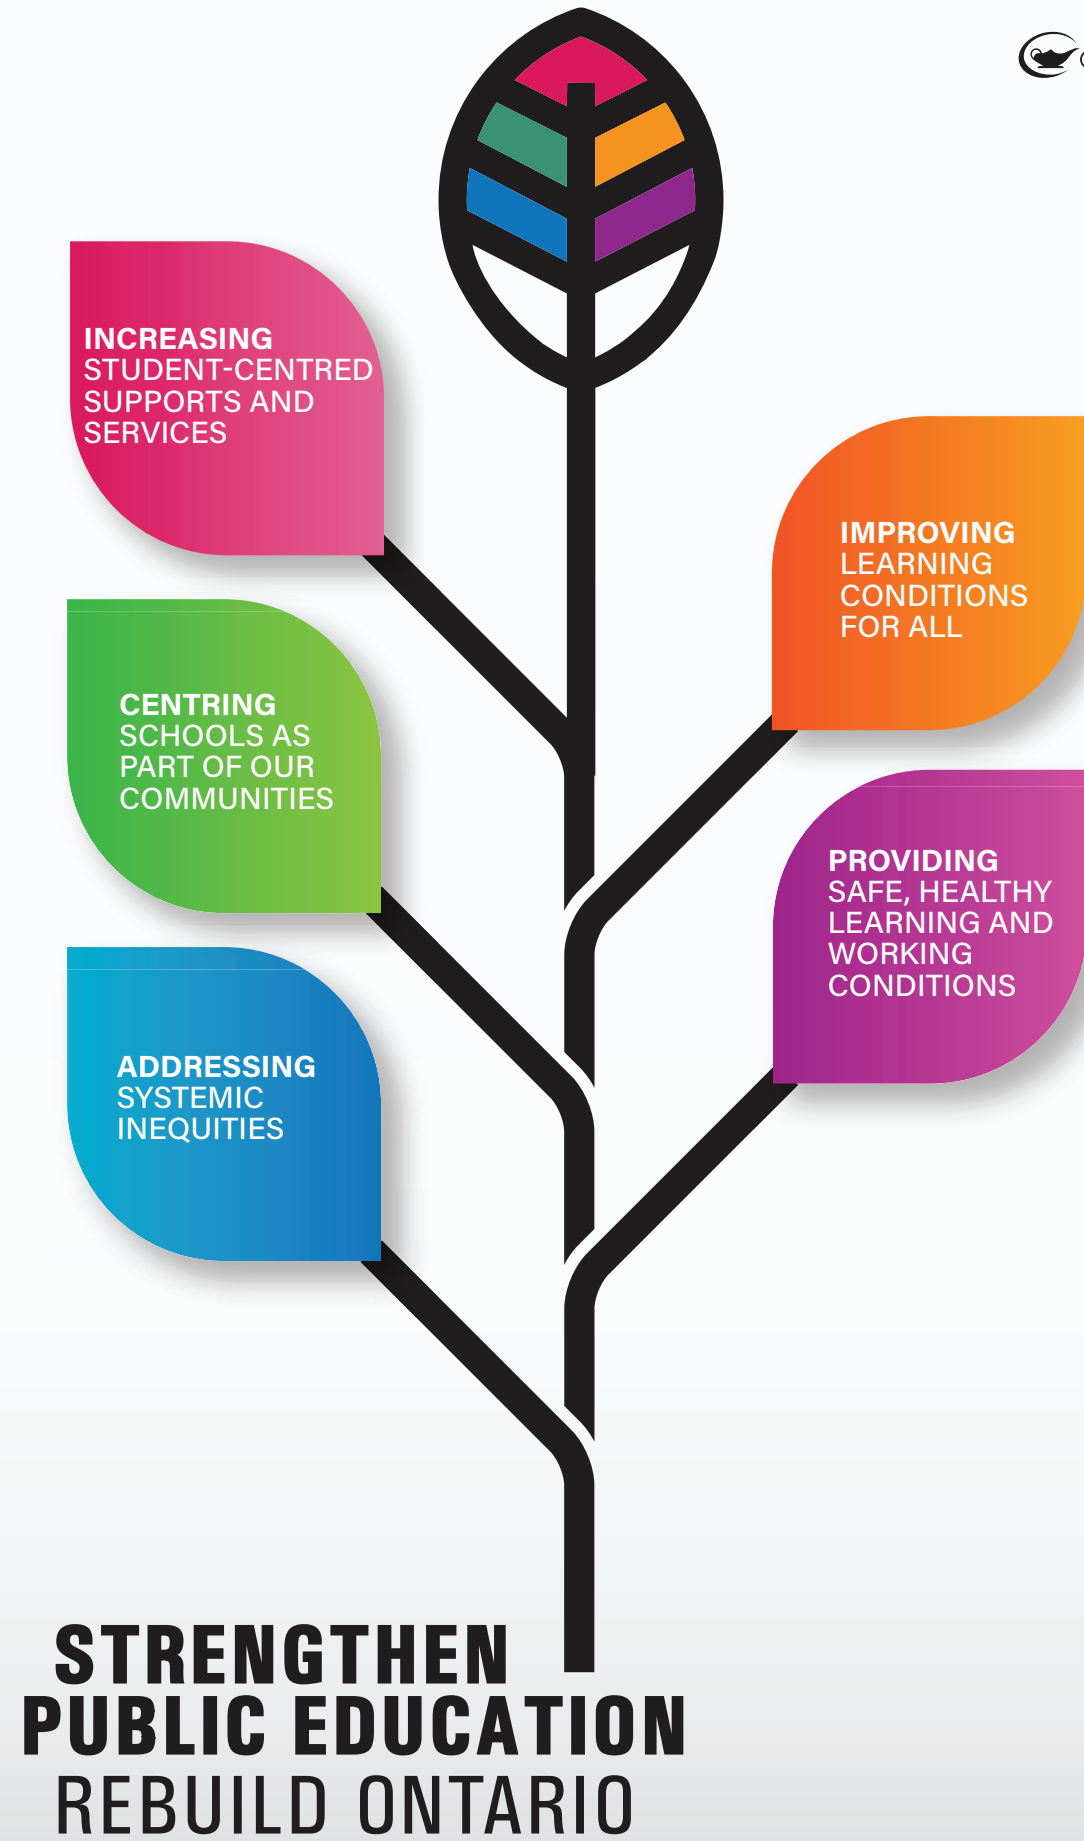 INCREASING
STUDENT-CENTRED
SUPPORTS AND
SERVICES
IMPROVING
LEARNING
CONDITIONS
FOR ALL
CENTRING
SCHOOLS AS
PART OF OUR
COMMUNITIES
PROVIDING
SAFE, HEALTHY
LEARNING AND
WORKING
CONDITIONS
ADDRESSING
SYSTEMIC
INEQUITIES
STRENGTHEN
PUBLIC EDUCATION
REBUILD ONTARIO